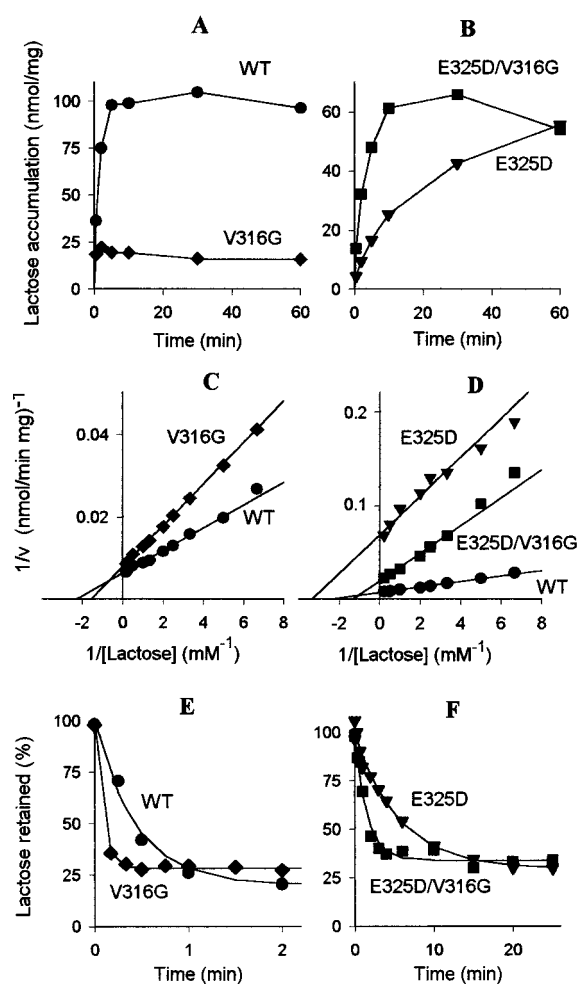 A
B
Lactose accumulation (nmol/mg)
100
75
50
25
0
WT
V316G
0 20 40 60
Time (min)
60
40
20
0
E325D/V316G
E325D
0 20 40 60
Time (min)
C
D
1/v (nmol/min mg)⁻¹
0.04
0.02
V316G
WT
-2 0 2 4 6 8
1/[Lactose] (mM⁻¹)
0.2
0.1
E325D
E325D/V316G
WT
-2 0 2 4 6 8
1/[Lactose] (mM⁻¹)
E
F
Lactose retained (%)
100
75
50
25
0
WT
V316G
0 1 2
Time (min)
100
75
50
25
0
E325D
E325D/V316G
0 10 20
Time (min)